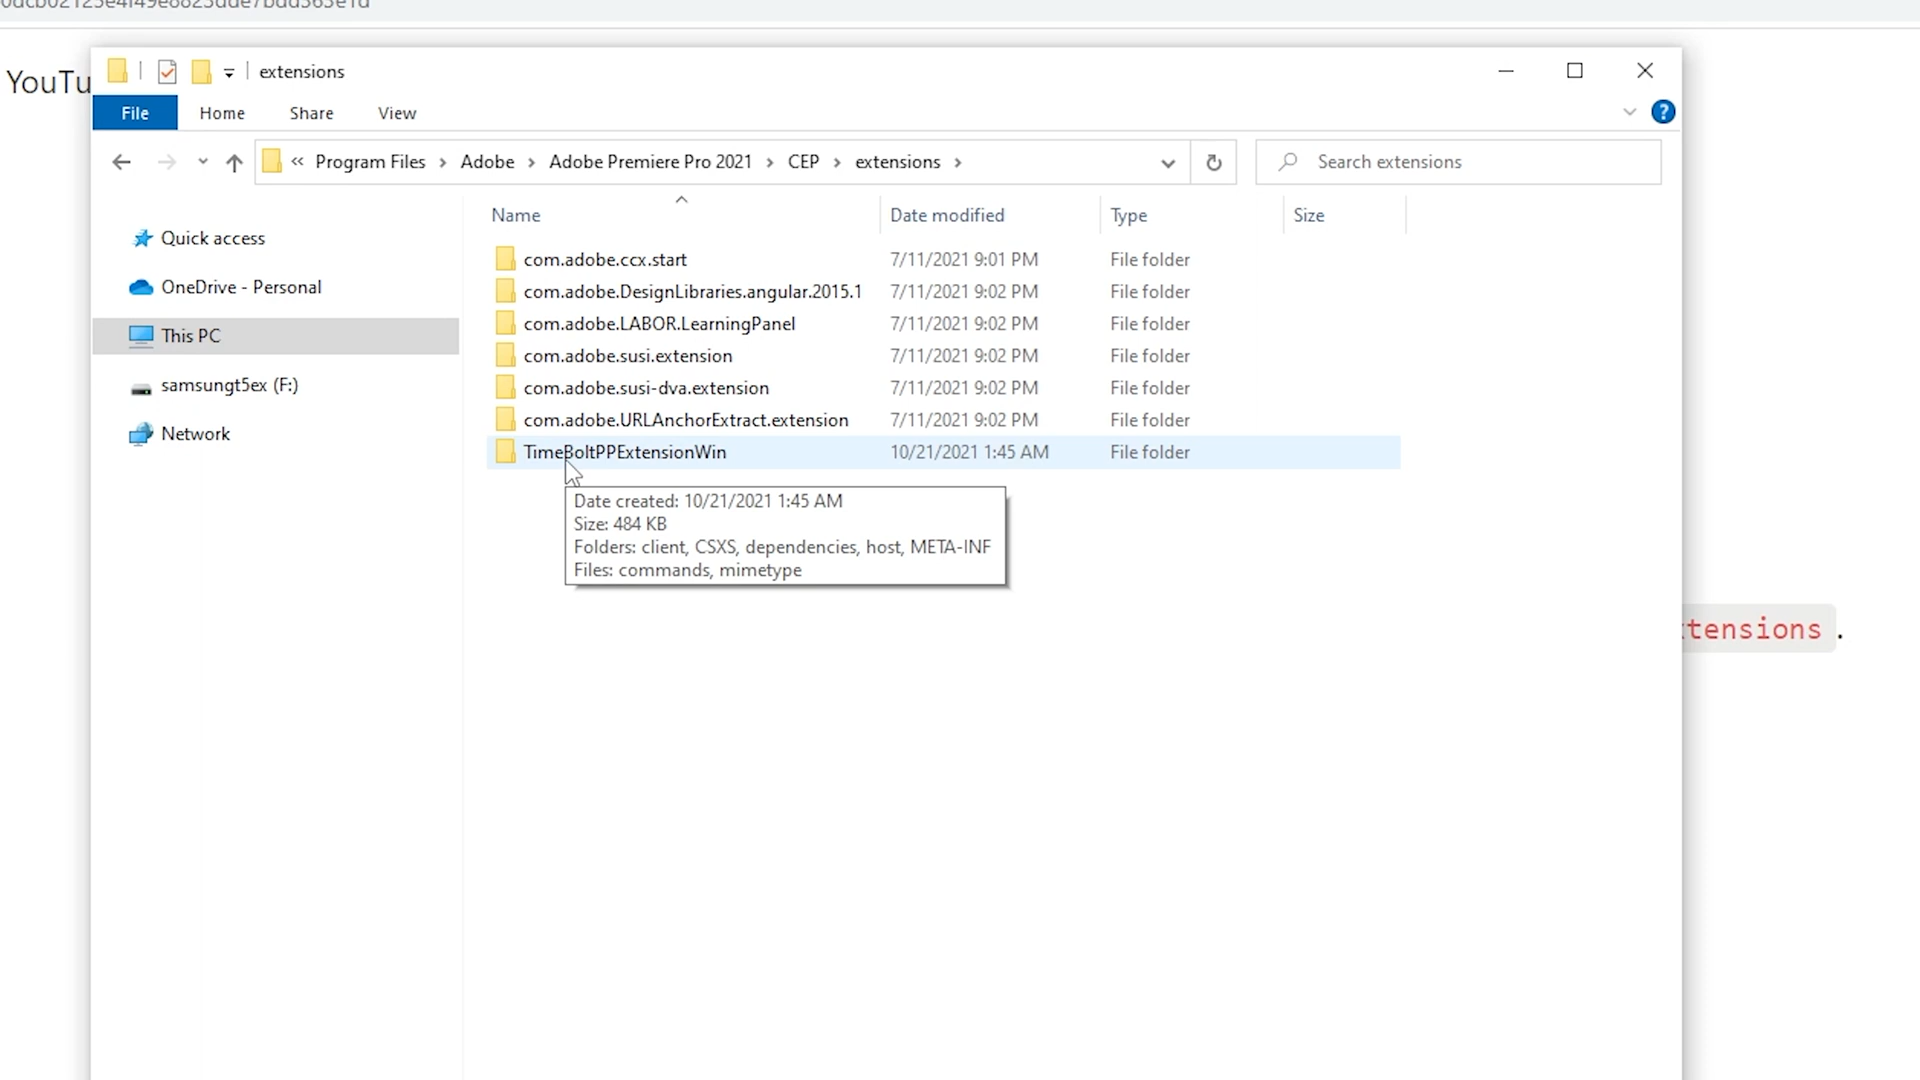 YouTu
extensions
File Home Share View
?
« Program Files › Adobe › Adobe Premiere Pro 2021 › CEP › extensions ›
Search extensions
Name Date modified Type Size
Quick access
OneDrive - Personal
This PC
samsungt5ex (F:)
Network
com.adobe.ccx.start 7/11/2021 9:01 PM File folder
com.adobe.DesignLibraries.angular.2015.1 7/11/2021 9:02 PM File folder
com.adobe.LABOR.LearningPanel 7/11/2021 9:02 PM File folder
com.adobe.susi.extension 7/11/2021 9:02 PM File folder
com.adobe.susi-dva.extension 7/11/2021 9:02 PM File folder
com.adobe.URLAnchorExtract.extension 7/11/2021 9:02 PM File folder
TimeBoltPPExtensionWin 10/21/2021 1:45 AM File folder
Date created: 10/21/2021 1:45 AM
Size: 484 KB
Folders: client, CSXS, dependencies, host, META-INF
Files: commands, mimetype
tensions.